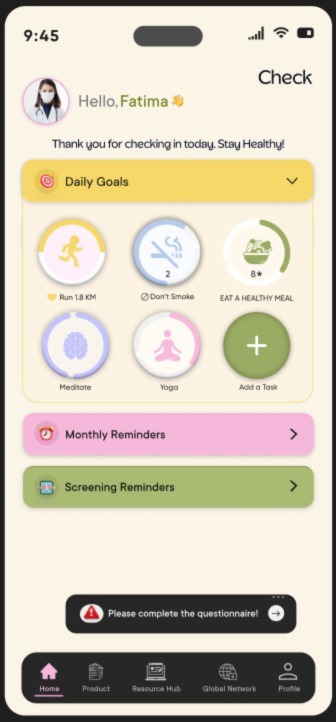 9:45
Check
Hello, Fatima
Thank you for checking in today. Stay Healthy!
Daily Goals
2
8★
Run 1.8 KM
Don't Smoke
EAT A HEALTHY MEAL
Meditate
Yoga
Add a Task
Monthly Reminders
Screening Reminders
Please complete the questionnaire!
Home
Product
Resource Hub
Global Network
Profile